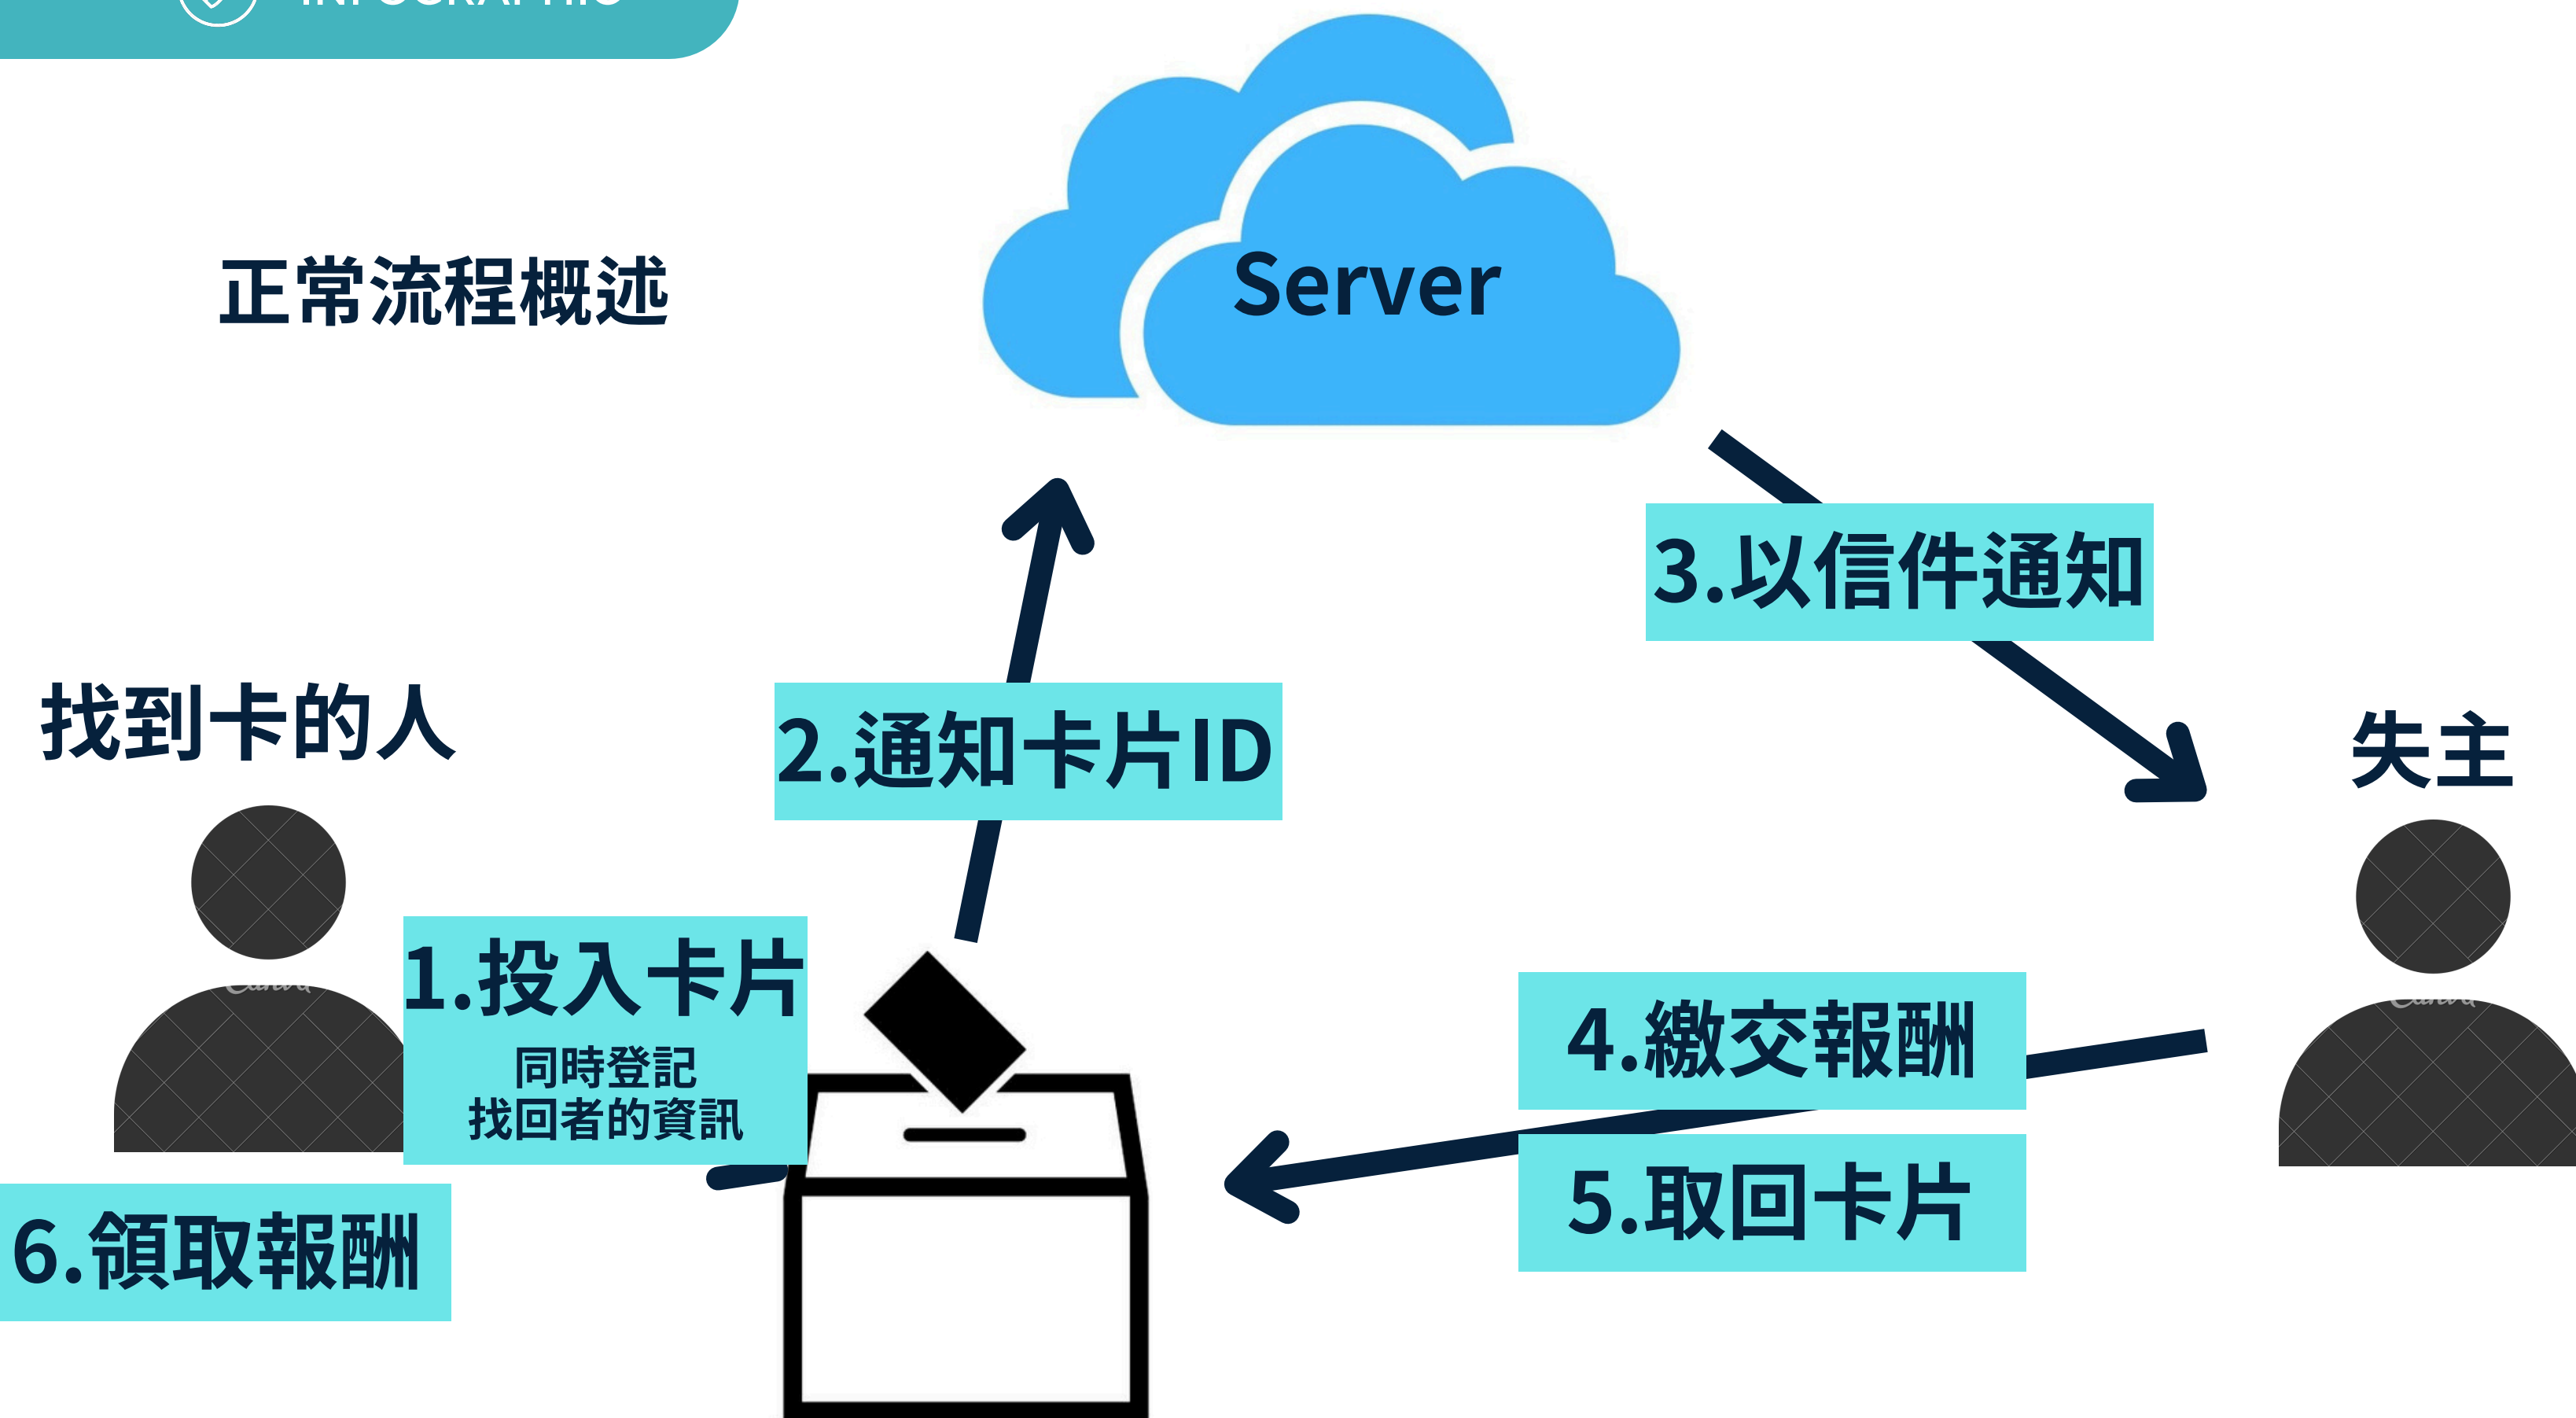 INFOGRAPHIC
正常流程概述
Server
3.以信件通知
找到卡的人
2.通知卡片ID
失主
1.投入卡片
同時登記
找回者的資訊
4.繳交報酬
5.取回卡片
6.領取報酬
Canva
Canva